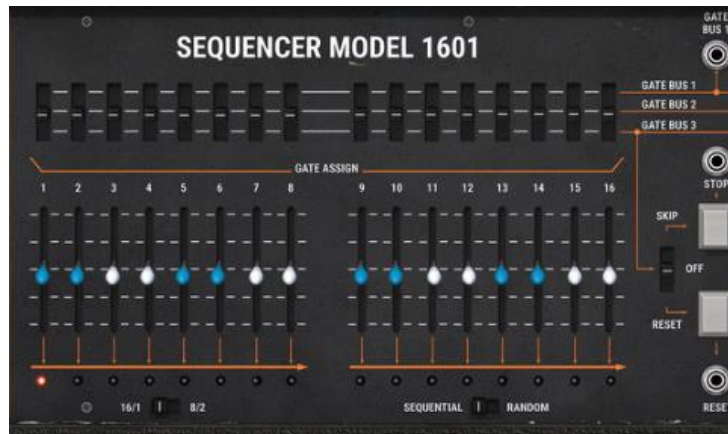 GATE
BUS 1
SEQUENCER MODEL 1601
GATE BUS 1
GATE BUS 2
GATE BUS 3
GATE ASSIGN
1 2 3 4 5 6 7 8 9 10 11 12 13 14 15 16
STOP
SKIP
OFF
RESET
16/1 8/2 SEQUENTIAL RANDOM
RESE